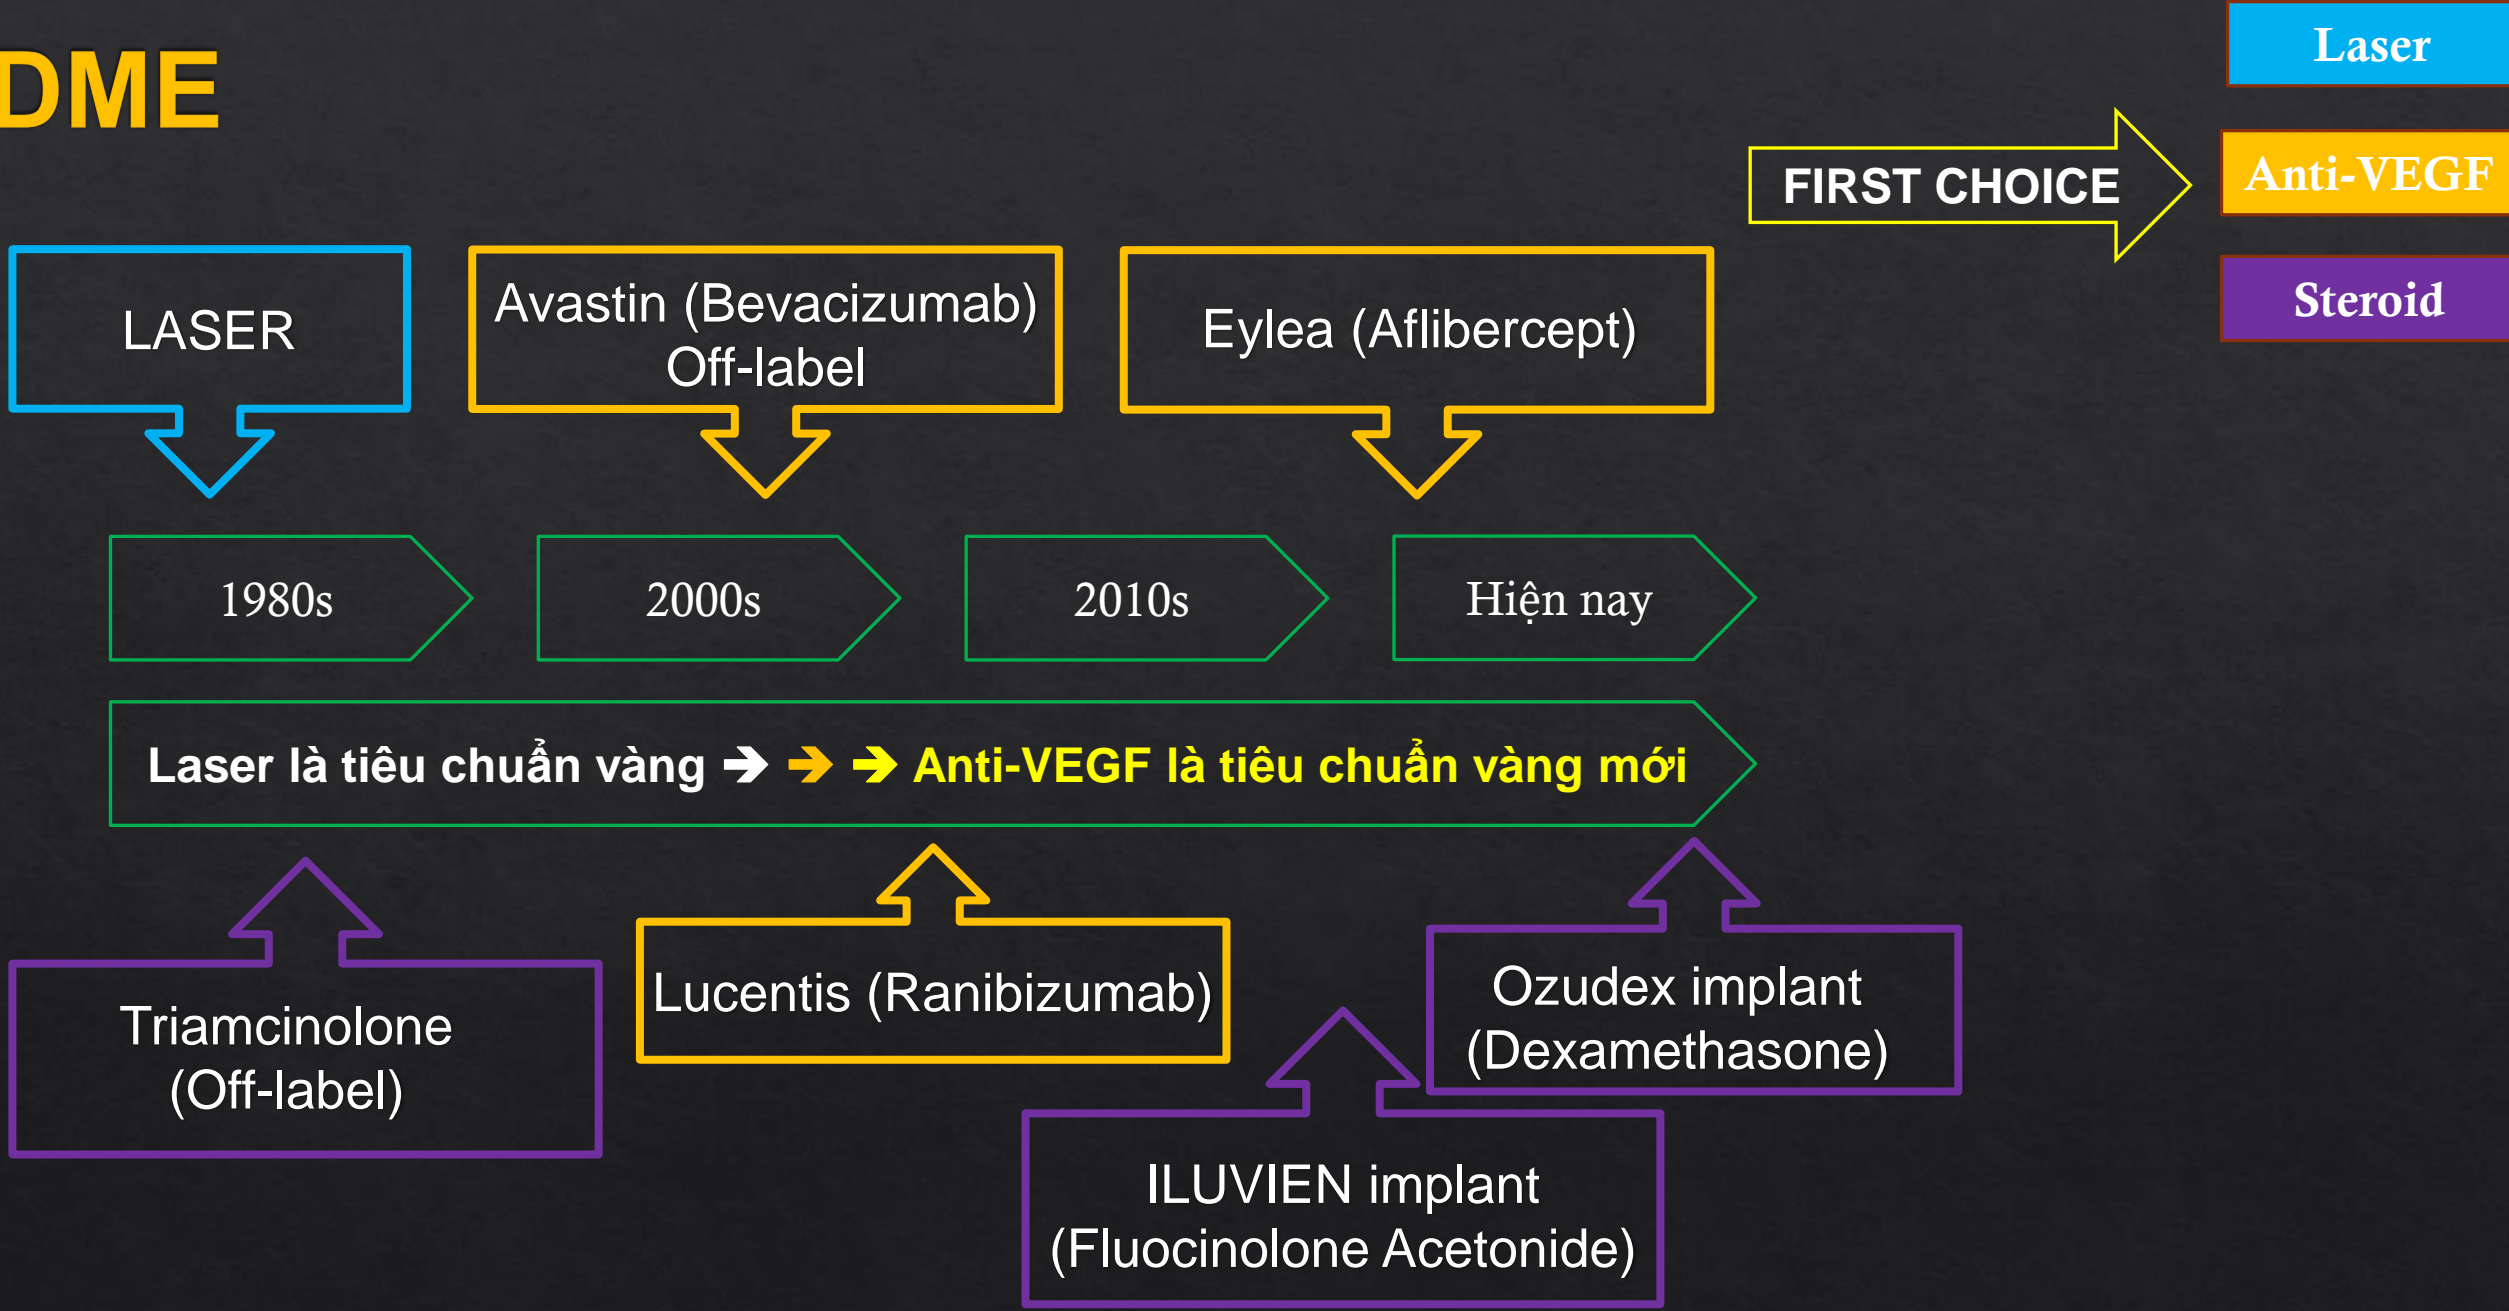 DME
Laser
FIRST CHOICE
Anti-VEGF
Steroid
LASER
Avastin (Bevacizumab)
Off-label
Eylea (Aflibercept)
1980s
2000s
2010s
Hiện nay
Laser là tiêu chuẩn vàng ➔ ➔ ➔ Anti-VEGF là tiêu chuẩn vàng mới
Triamcinolone
(Off-label)
Lucentis (Ranibizumab)
Ozudex implant
(Dexamethasone)
ILUVIEN implant
(Fluocinolone Acetonide)